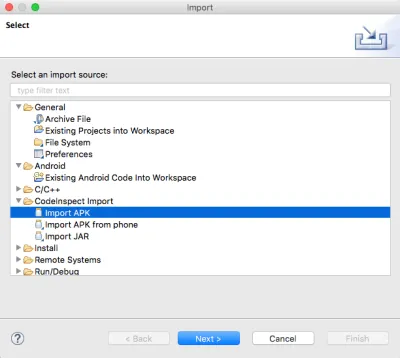 Import
Select
Select an import source:
type filter text
General
Archive File
Existing Projects into Workspace
File System
Preferences
Android
Existing Android Code Into Workspace
C/C++
CodeInspect Import
Import APK
Import APK from phone
Import JAR
Install
Remote Systems
Run/Debug
?
< Back
Next >
Cancel
Finish